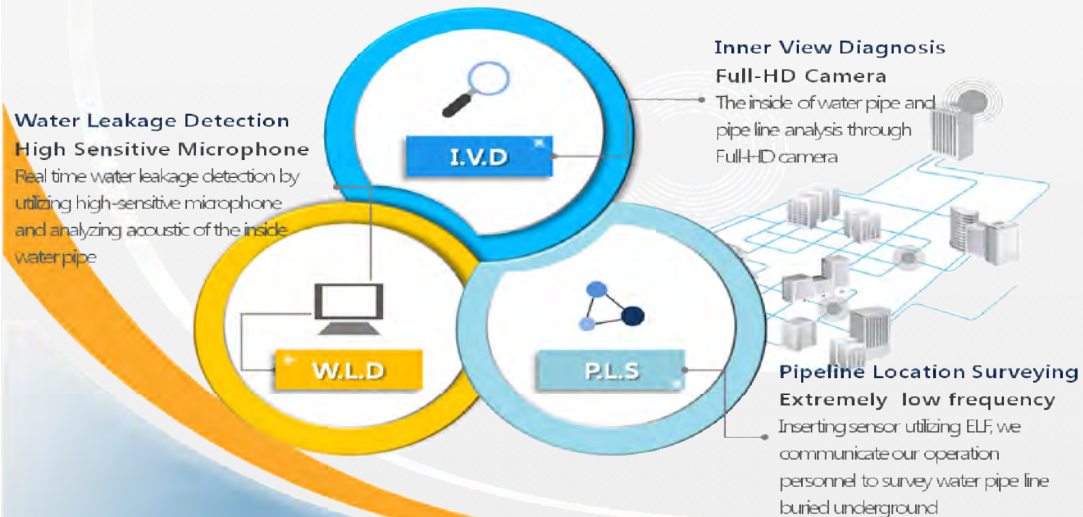 Inner View Diagnosis
Full-HD Camera
The inside of water pipe and
pipe line analysis through
Full-HD camera
Water Leakage Detection
High Sensitive Microphone
Real time water leakage detection by
utilizing high-sensitive microphone
and analyzing acoustic of the inside
water pipe
I.V.D
W.L.D
P.L.S
Pipeline Location Surveying
Extremely low frequency
Inserting sensor utilizing ELF, we
communicate our operation
personnel to survey water pipe line
buried underground